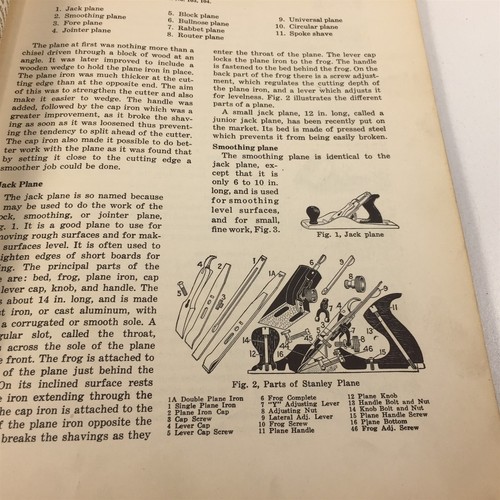 163, 164.
1. Jack plane
2. Smoothing plane
3. Fore plane
4. Jointer plane
5. Block plane
6. Bullnose plane
7. Rabbet plane
8. Router plane
9. Universal plane
10. Circular plane
11. Spoke shave
The plane at first was nothing more than a
chisel driven through a block of wood at an
angle. It was later improved to include a
wooden wedge to hold the plane iron in place.
The plane iron was much thicker at the cut-
ting edge than at the opposite end. The aim
of this was to strengthen the cutter and also
make it easier to wedge. The handle was
added, followed by the cap iron which was a
greater improvement, as it broke the shav-
ing as soon as it was loosened thus prevent-
ing the tendency to split ahead of the cutter.
The cap iron also made it possible to do bet-
ter work with the plane as it was found that
by setting it close to the cutting edge a
smoother job could be done.
Jack Plane
The jack plane is so named because
may be used to do the work of the
ock, smoothing, or jointer plane,
g. 1. It is a good plane to use for
moving rough surfaces and for mak-
surfaces level. It is often used to
ighten edges of short boards for
ing. The principal parts of the
e are: bed, frog, plane iron, cap
lever cap, knob, and handle. The
s about 14 in. long, and is made
st iron, or cast aluminum, with
a corrugated or smooth sole. A
gular slot, called the throat,
s across the sole of the plane
e front. The frog is attached to
of the plane just behind the
On its inclined surface rests
e iron extending through the
he cap iron is attached to the
f the plane iron opposite the
breaks the shavings as they
enter the throat of the plane. The lever cap
locks the plane iron to the frog. The handle
is fastened to the bed behind the frog. On the
back part of the frog there is a screw adjust-
ment, which regulates the cutting depth of
the plane iron, and a lever which adjusts it
for levelness. Fig. 2 illustrates the different
parts of a plane.
A small jack plane, 12 in. long, called a
junior jack plane, has been recently put on
the market. Its bed is made of pressed steel
which prevents it from being easily broken.
Smoothing plane
The smoothing plane is identical to the
jack plane, ex-
cept that it is
only 6 to 10 in.
long, and is used
for smoothing
level surfaces,
and for small,
fine work, Fig. 3.
Fig. 1, Jack plane
Fig. 2, Parts of Stanley Plane
1A Double Plane Iron
1 Single Plane Iron
2 Plane Iron Cap
3 Cap Screw
4 Lever Cap
5 Lever Cap Screw
6 Frog Complete
7 "Y" Adjusting Lever
8 Adjusting Nut
9 Lateral Adj. Lever
10 Frog Screw
11 Plane Handle
12 Plane Knob
13 Handle Bolt and Nut
14 Knob Bolt and Nut
15 Plane Handle Screw
16 Plane Bottom
46 Frog Adj. Screw